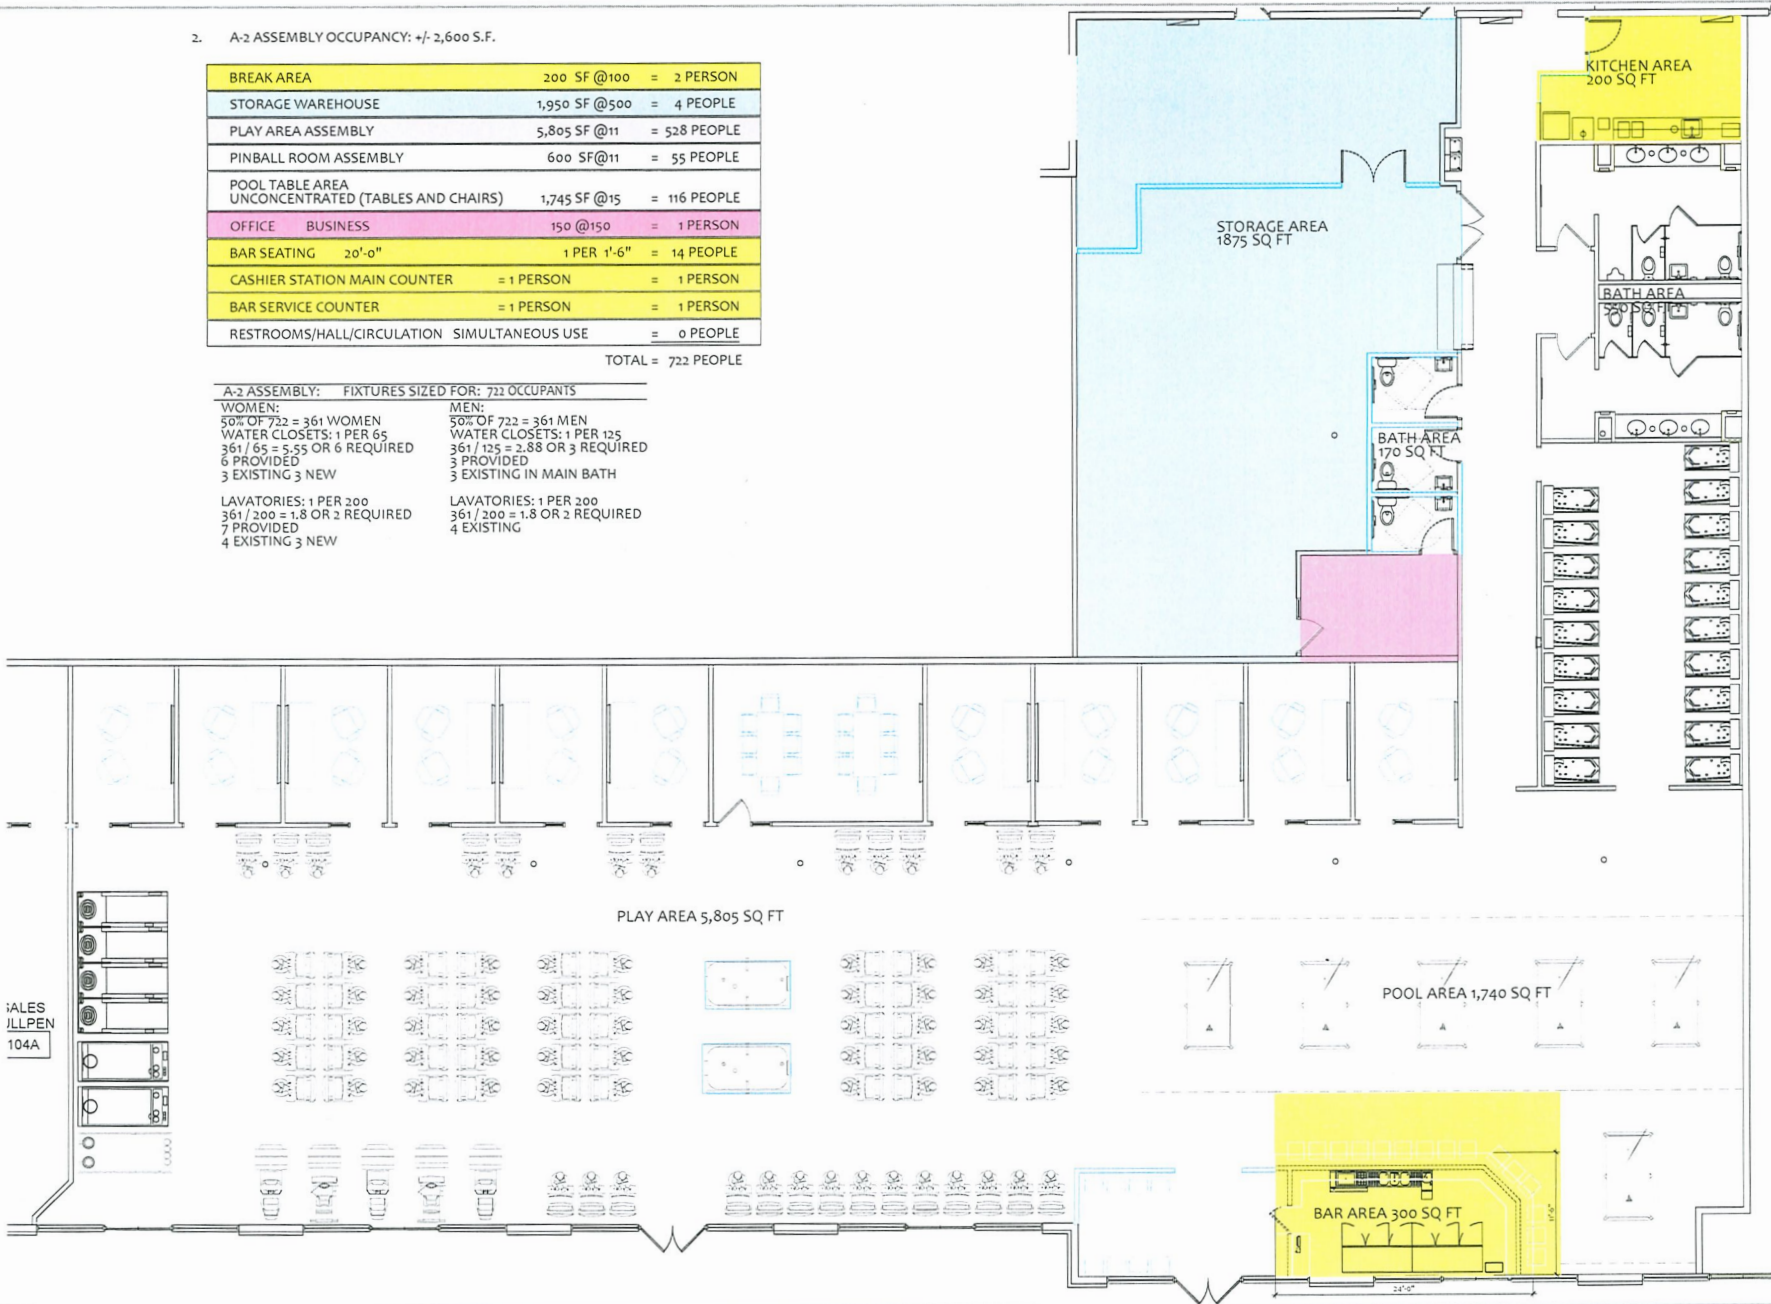 2. A-2 ASSEMBLY OCCUPANCY: +/- 2,600 S.F.
BREAK AREA 200 SF @100 = 2 PERSON
STORAGE WAREHOUSE 1,950 SF @500 = 4 PEOPLE
PLAY AREA ASSEMBLY 5,805 SF @11 = 528 PEOPLE
PINBALL ROOM ASSEMBLY 600 SF@11 = 55 PEOPLE
POOL TABLE AREA
UNCONCENTRATED (TABLES AND CHAIRS) 1,745 SF @15 = 116 PEOPLE
OFFICE BUSINESS 150 @150 = 1 PERSON
BAR SEATING 20'-0" 1 PER 1'-6" = 14 PEOPLE
CASHIER STATION MAIN COUNTER = 1 PERSON = 1 PERSON
BAR SERVICE COUNTER = 1 PERSON = 1 PERSON
RESTROOMS/HALL/CIRCULATION SIMULTANEOUS USE = 0 PEOPLE
TOTAL = 722 PEOPLE
A-2 ASSEMBLY: FIXTURES SIZED FOR: 722 OCCUPANTS
WOMEN:
50% OF 722 = 361 WOMEN
WATER CLOSETS: 1 PER 65
361 / 65 = 5.55 OR 6 REQUIRED
6 PROVIDED
3 EXISTING 3 NEW
LAVATORIES: 1 PER 200
361 / 200 = 1.8 OR 2 REQUIRED
7 PROVIDED
4 EXISTING 3 NEW
MEN:
50% OF 722 = 361 MEN
WATER CLOSETS: 1 PER 125
361 / 125 = 2.88 OR 3 REQUIRED
3 PROVIDED
3 EXISTING IN MAIN BATH
LAVATORIES: 1 PER 200
361 / 200 = 1.8 OR 2 REQUIRED
4 EXISTING
KITCHEN AREA
200 SQ FT
STORAGE AREA
1875 SQ FT
BATH AREA
550 SQ FT
BATH AREA
170 SQ FT
PLAY AREA 5,805 SQ FT
POOL AREA 1,740 SQ FT
SALES
ULLPEN
104A
BAR AREA 300 SQ FT
24'-0"